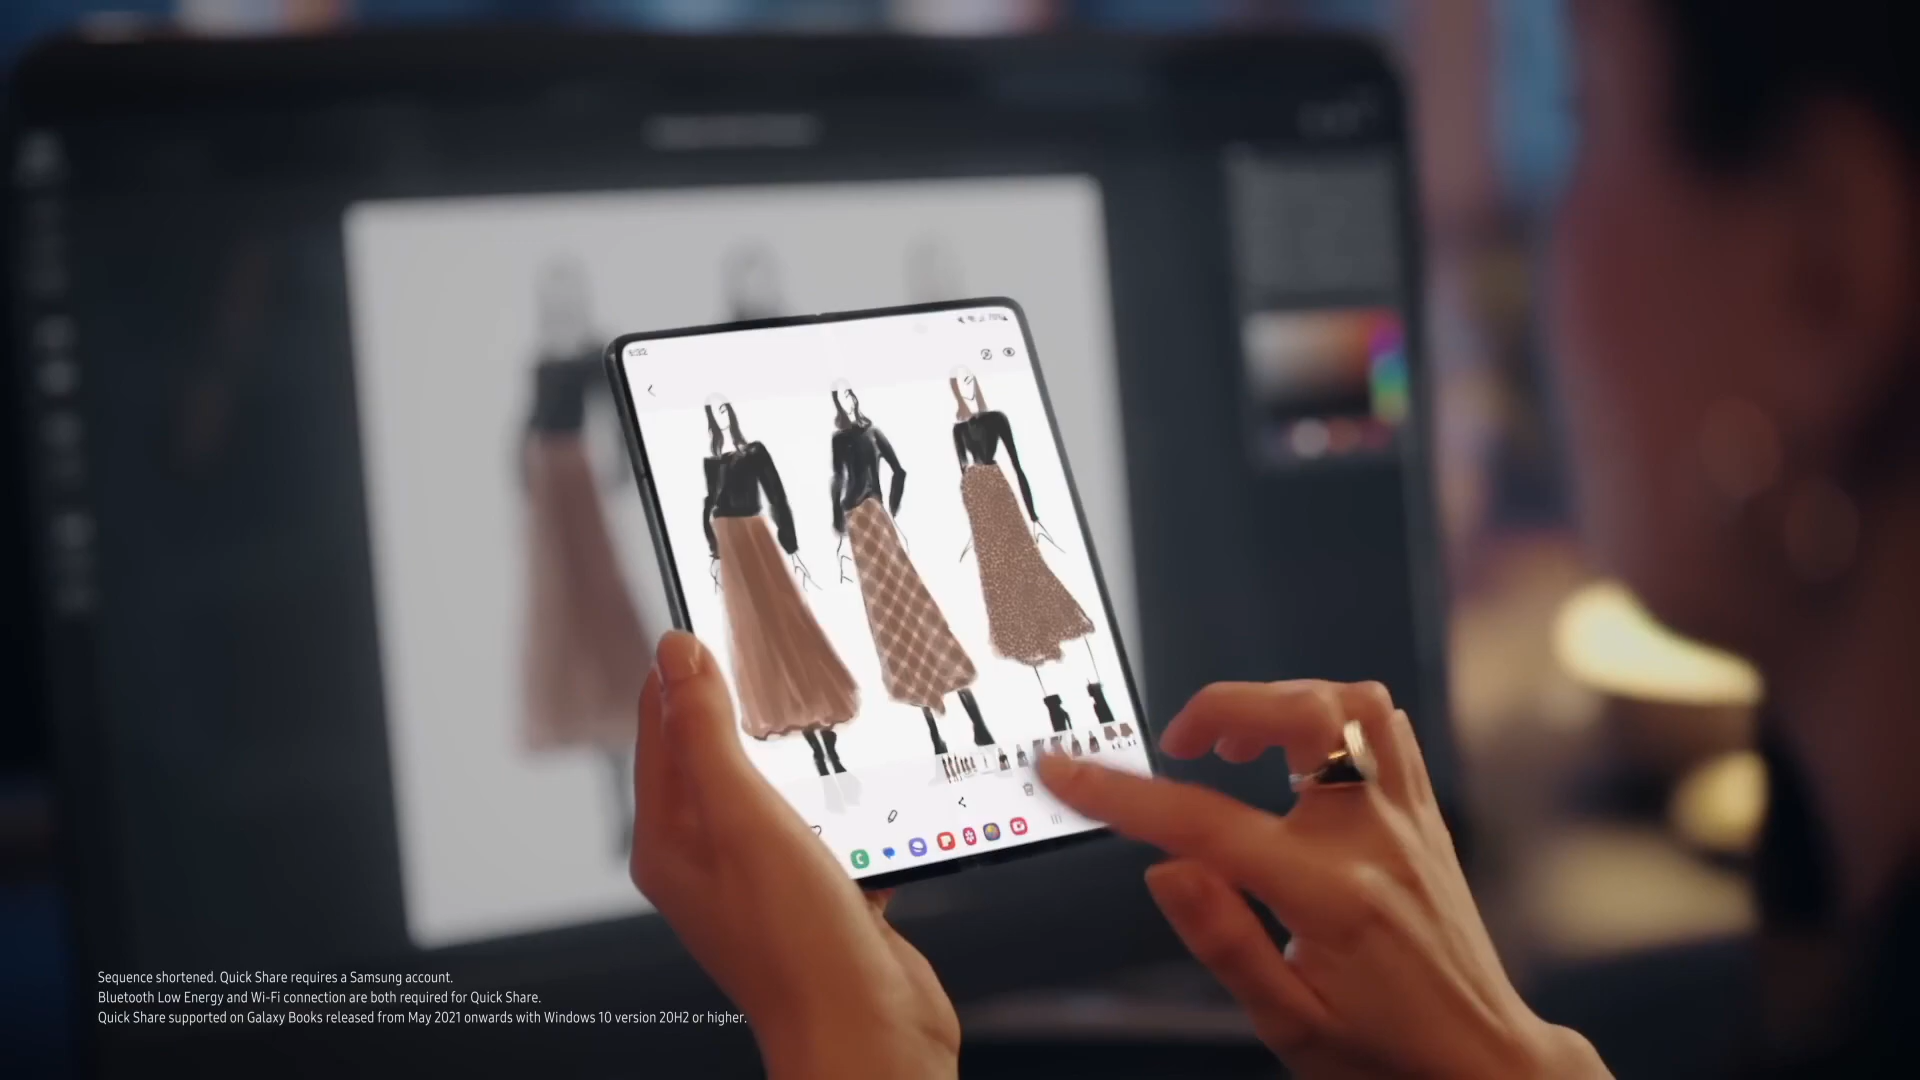 Sequence shortened. Quick Share requires a Samsung account.
Bluetooth Low Energy and Wi-Fi connection are both required for Quick Share.
Quick Share supported on Galaxy Books released from May 2021 onwards with Windows 10 version 20H2 or higher.